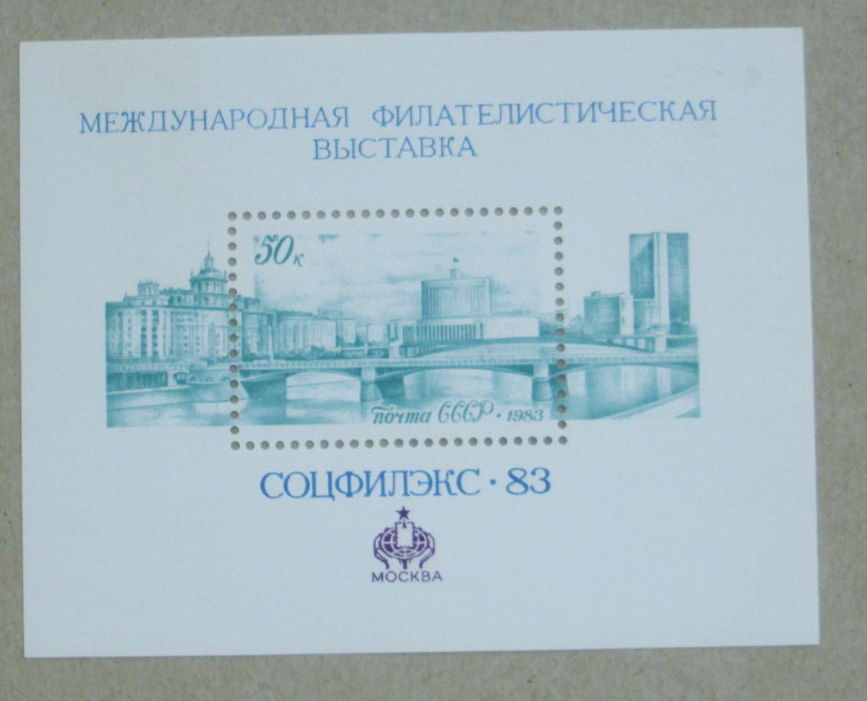 МЕЖДУНАРОДНАЯ ФИЛАТЕЛИСТИЧЕСКАЯ
ВЫСТАВКА
50к
почта СССР · 1983
СОЦФИЛЭКС · 83
МОСКВА